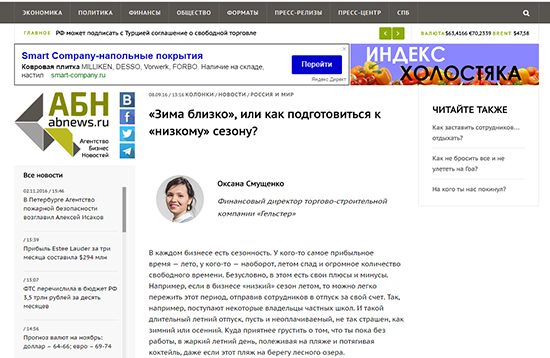 ЭКОНОМИКА ПОЛИТИКА ФИНАНСЫ ОБЩЕСТВО ФОРМАТЫ ПРЕСС-РЕЛИЗЫ ПРЕСС-ЦЕНТР СПБ
ГЛАВНОЕ РФ может подписать с Турцией соглашение о свободной торговле
ВАЛЮТА $63,4166 €70,2339 BRENT $47,58
Smart Company-напольные покрытия
Ковровая плитка MILLIKEN, DESSO, Vorwerk, FORBO. Наличие на складе,
настил smart-company.ru
Перейти
Яндекс.Директ
ИНДЕКС
ХОЛОСТЯКА
АБН
abnews.ru
Агентство
Бизнес
Новостей
08.09.16 / 13:16 КОЛОНКИ / НОВОСТИ / РОССИЯ И МИР
«Зима близко», или как подготовиться к
«низкому» сезону?
Оксана Смущенко
Финансовый директор торгово-строительной
компании «Гельстер»
В каждом бизнесе есть сезонность. У кого-то самое прибыльное
время — лето, у кого-то — наоборот, летом спад и огромное количество
свободного времени. Безусловно, в этом есть свои плюсы и минусы.
Например, если в бизнесе «низкий» сезон летом, то можно легко
пережить этот период, отправив сотрудников в отпуск за свой счет. Так,
например, поступают некоторые владельцы частных школ. И такой
длительный летний отпуск, пусть и неоплачиваемый, не так страшен, как
зимний или осенний. Куда приятнее грустить о том, что ты пока без
работы, в жаркий летний день, полеживая на пляже и потягивая
коктейль, даже если этот пляж на берегу лесного озера.
Все новости
02.11.2016 / 15:46
В Петербурге Агентство
пожарной безопасности
возглавил Алексей Исаков
/ 15:39
Прибыль Estee Lauder за три
месяца составила $294 млн
/ 15:07
ФТС перечислила в бюджет РФ
3,5 трлн рублей за десять
месяцев
/ 14:56
Прогноз валют на ноябрь:
доллар – 64-66; евро – 69-74
ЧИТАЙТЕ ТАКЖЕ
Как заставить сотрудников...
отдыхать?
Как не бросить все и не
улететь на Гоа?
На кого ты нас покинул?